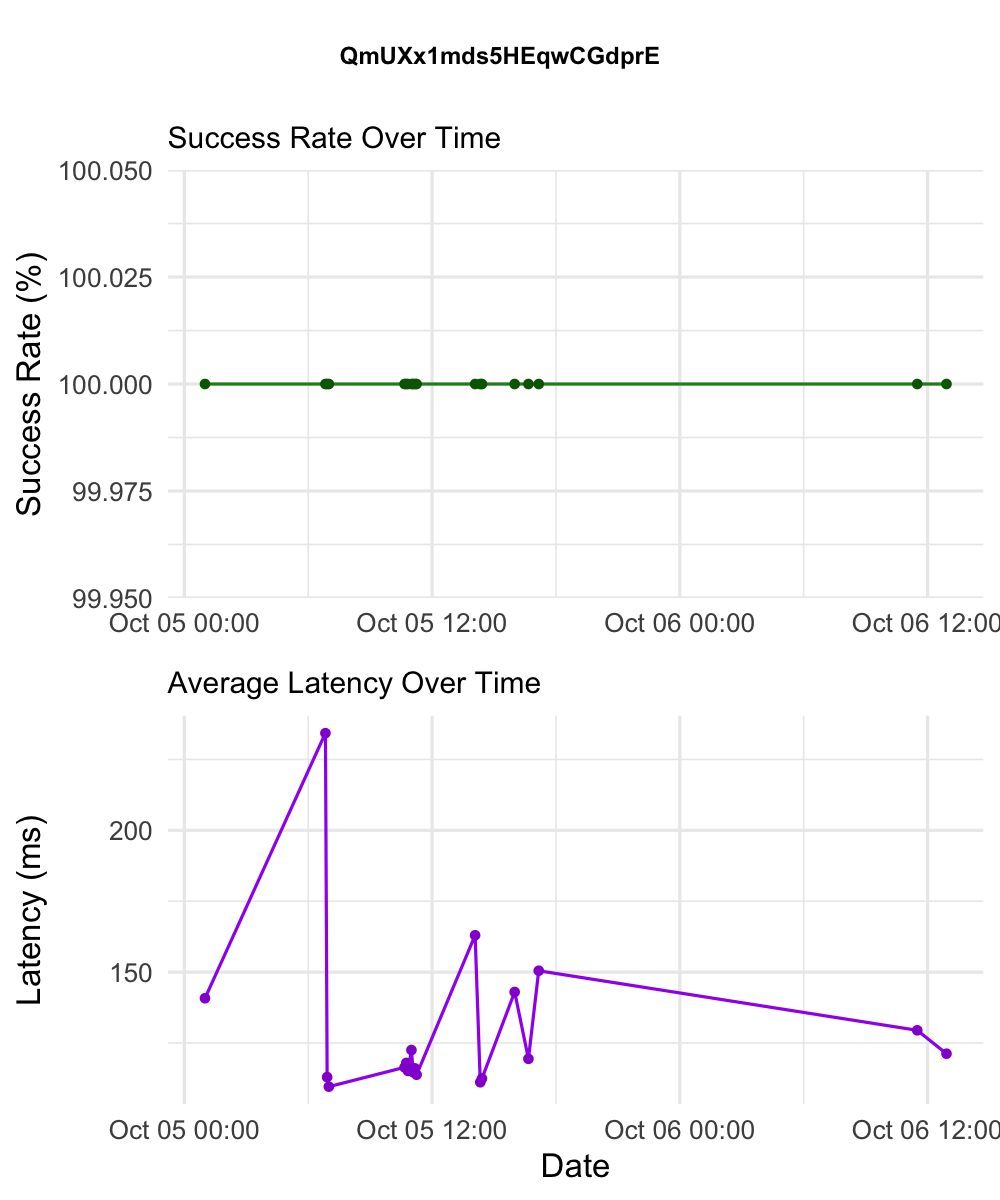 QmUXx1mds5HEqwCGdprE
Success Rate Over Time
Success Rate (%)
100.050
100.025
100.000
99.975
99.950
Oct 05 00:00 Oct 05 12:00 Oct 06 00:00 Oct 06 12:00
Average Latency Over Time
Latency (ms)
200
150
Oct 05 00:00 Oct 05 12:00 Oct 06 00:00 Oct 06 12:00
Date